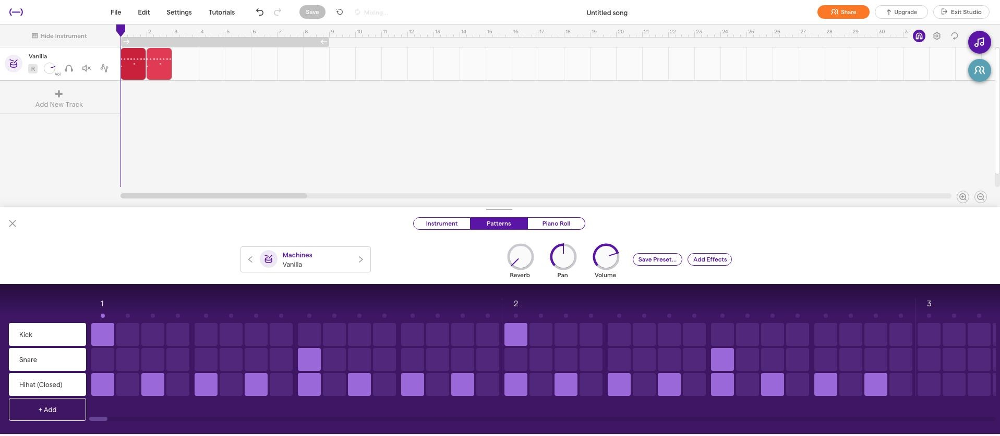 File Edit Settings Tutorials Save Mixing... Untitled song Share Upgrade Exit Studio
Hide Instrument
2 3 4 5 6 7 8 9 10 11 12 13 14 15 16 17 18 19 20 21 22 23 24 25 26 27 28 29 30 3
Vanilla
R Vol
Add New Track
Instrument Patterns Piano Roll
Machines
Vanilla
Save Preset... Add Effects
Reverb Pan Volume
1 2 3
Kick
Snare
Hihat (Closed)
+ Add